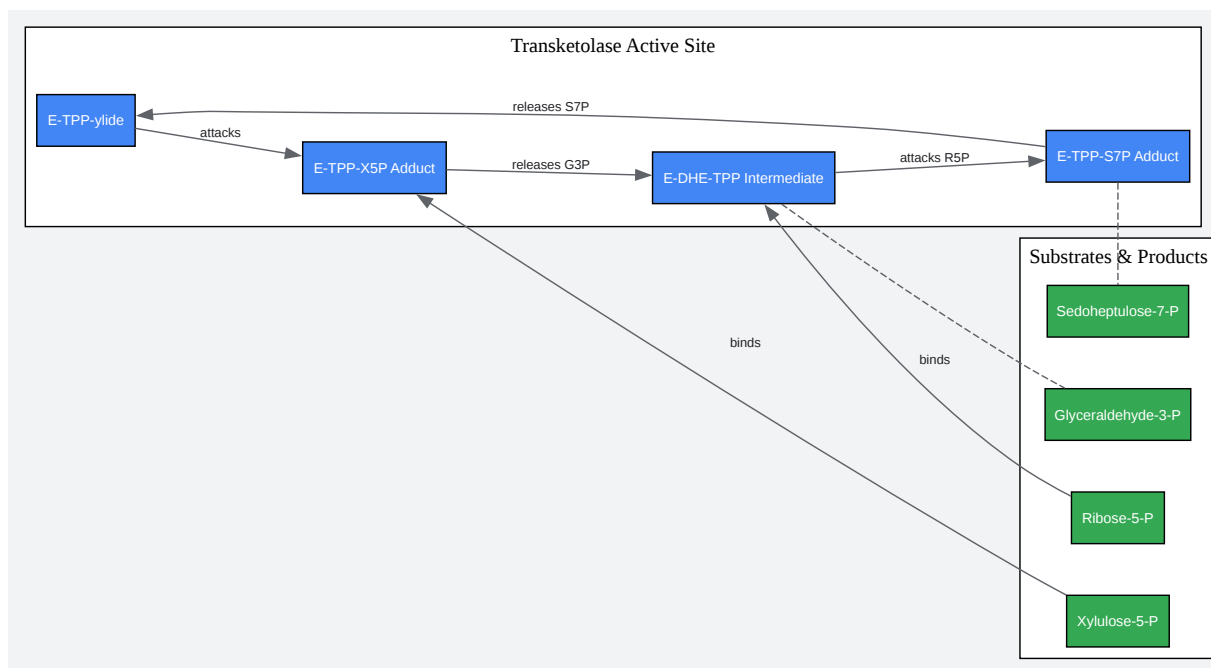 Transketolase Active Site
E-TPP-ylide
attacks
E-TPP-X5P Adduct
releases G3P
releases S7P
E-DHE-TPP Intermediate
attacks R5P
E-TPP-S7P Adduct
Substrates & Products
Sedoheptulose-7-P
binds
binds
Glyceraldehyde-3-P
Ribose-5-P
Xylulose-5-P